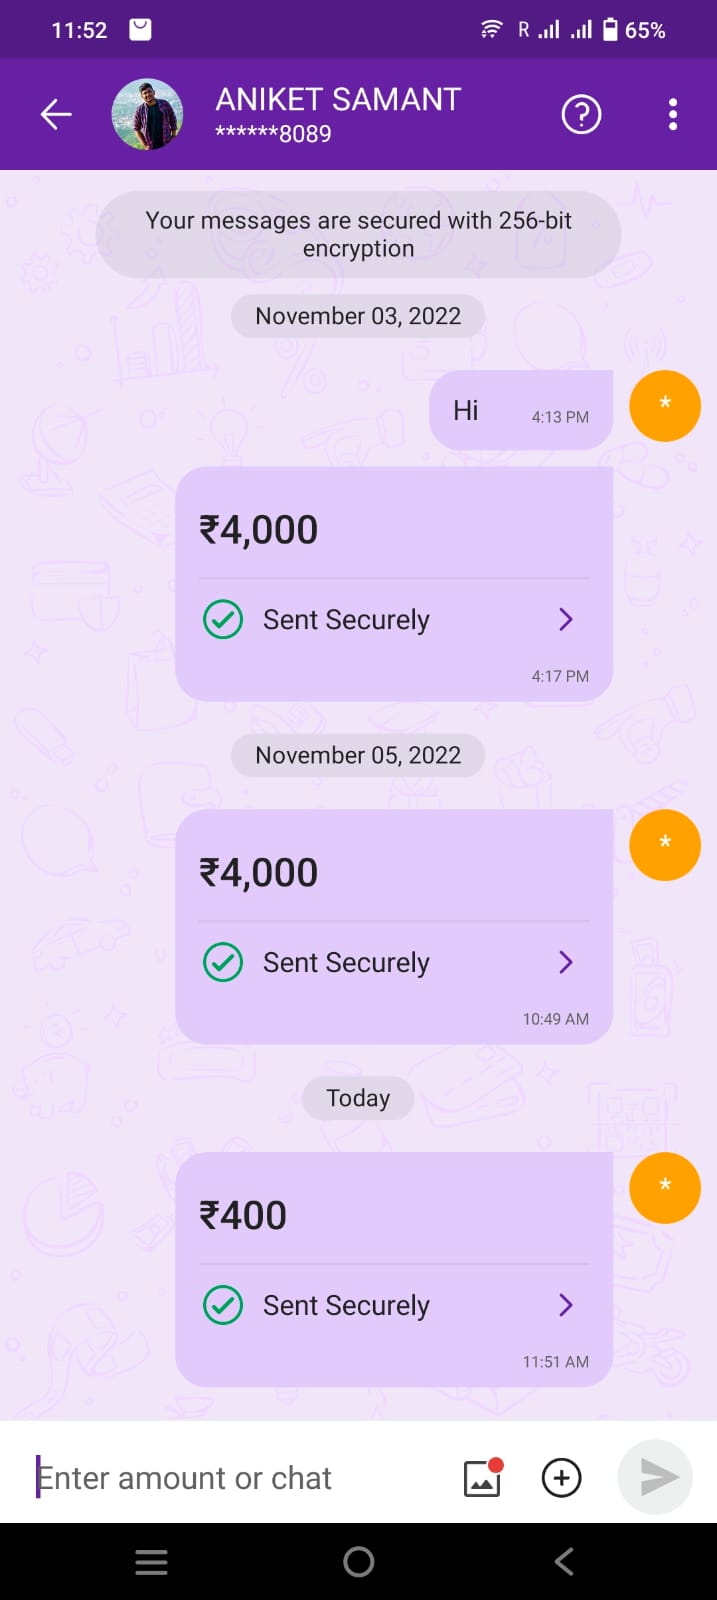 11:52 R 65%
ANIKET SAMANT
******8089
Your messages are secured with 256-bit
encryption
November 03, 2022
Hi 4:13 PM
*
₹4,000
Sent Securely
4:17 PM
November 05, 2022
*
₹4,000
Sent Securely
10:49 AM
Today
*
₹400
Sent Securely
11:51 AM
Enter amount or chat